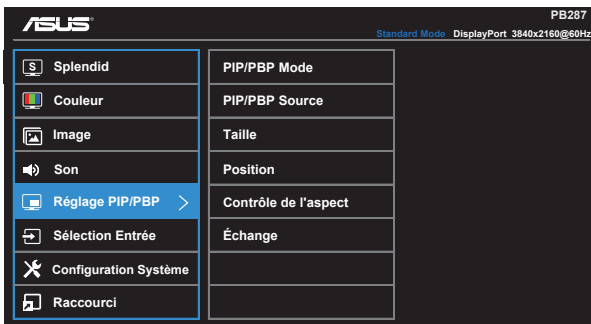 ASUS
PB287
Standard Mode DisplayPort 3840x2160@60Hz
S Splendid
Couleur
Image
Son
Réglage PIP/PBP
Sélection Entrée
Configuration Système
Raccourci
PIP/PBP Mode
PIP/PBP Source
Taille
Position
Contrôle de l'aspect
Échange